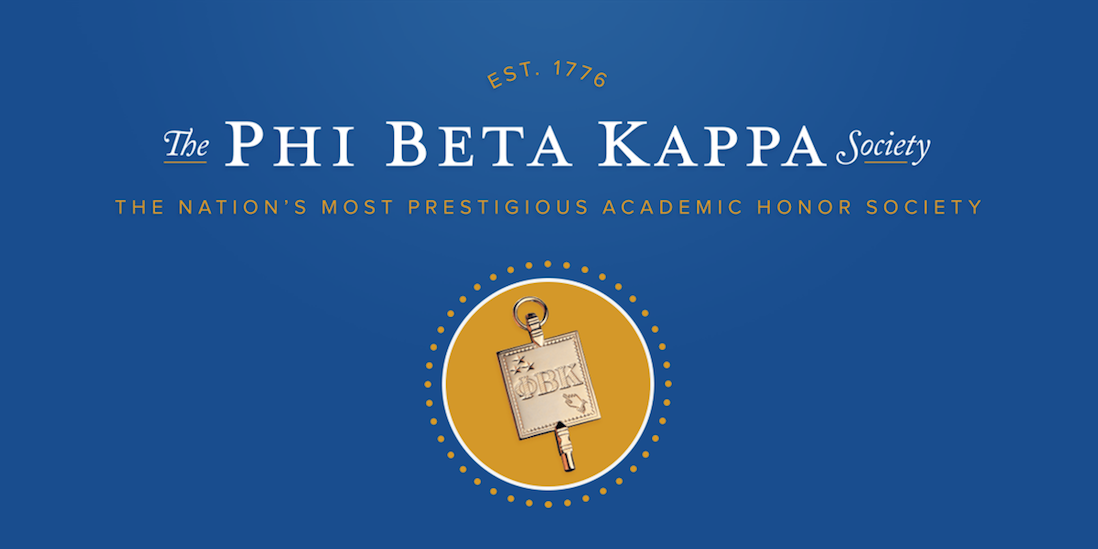 EST. 1776
The PHI BETA KAPPA Society
THE NATION'S MOST PRESTIGIOUS ACADEMIC HONOR SOCIETY
ΦΒΚ